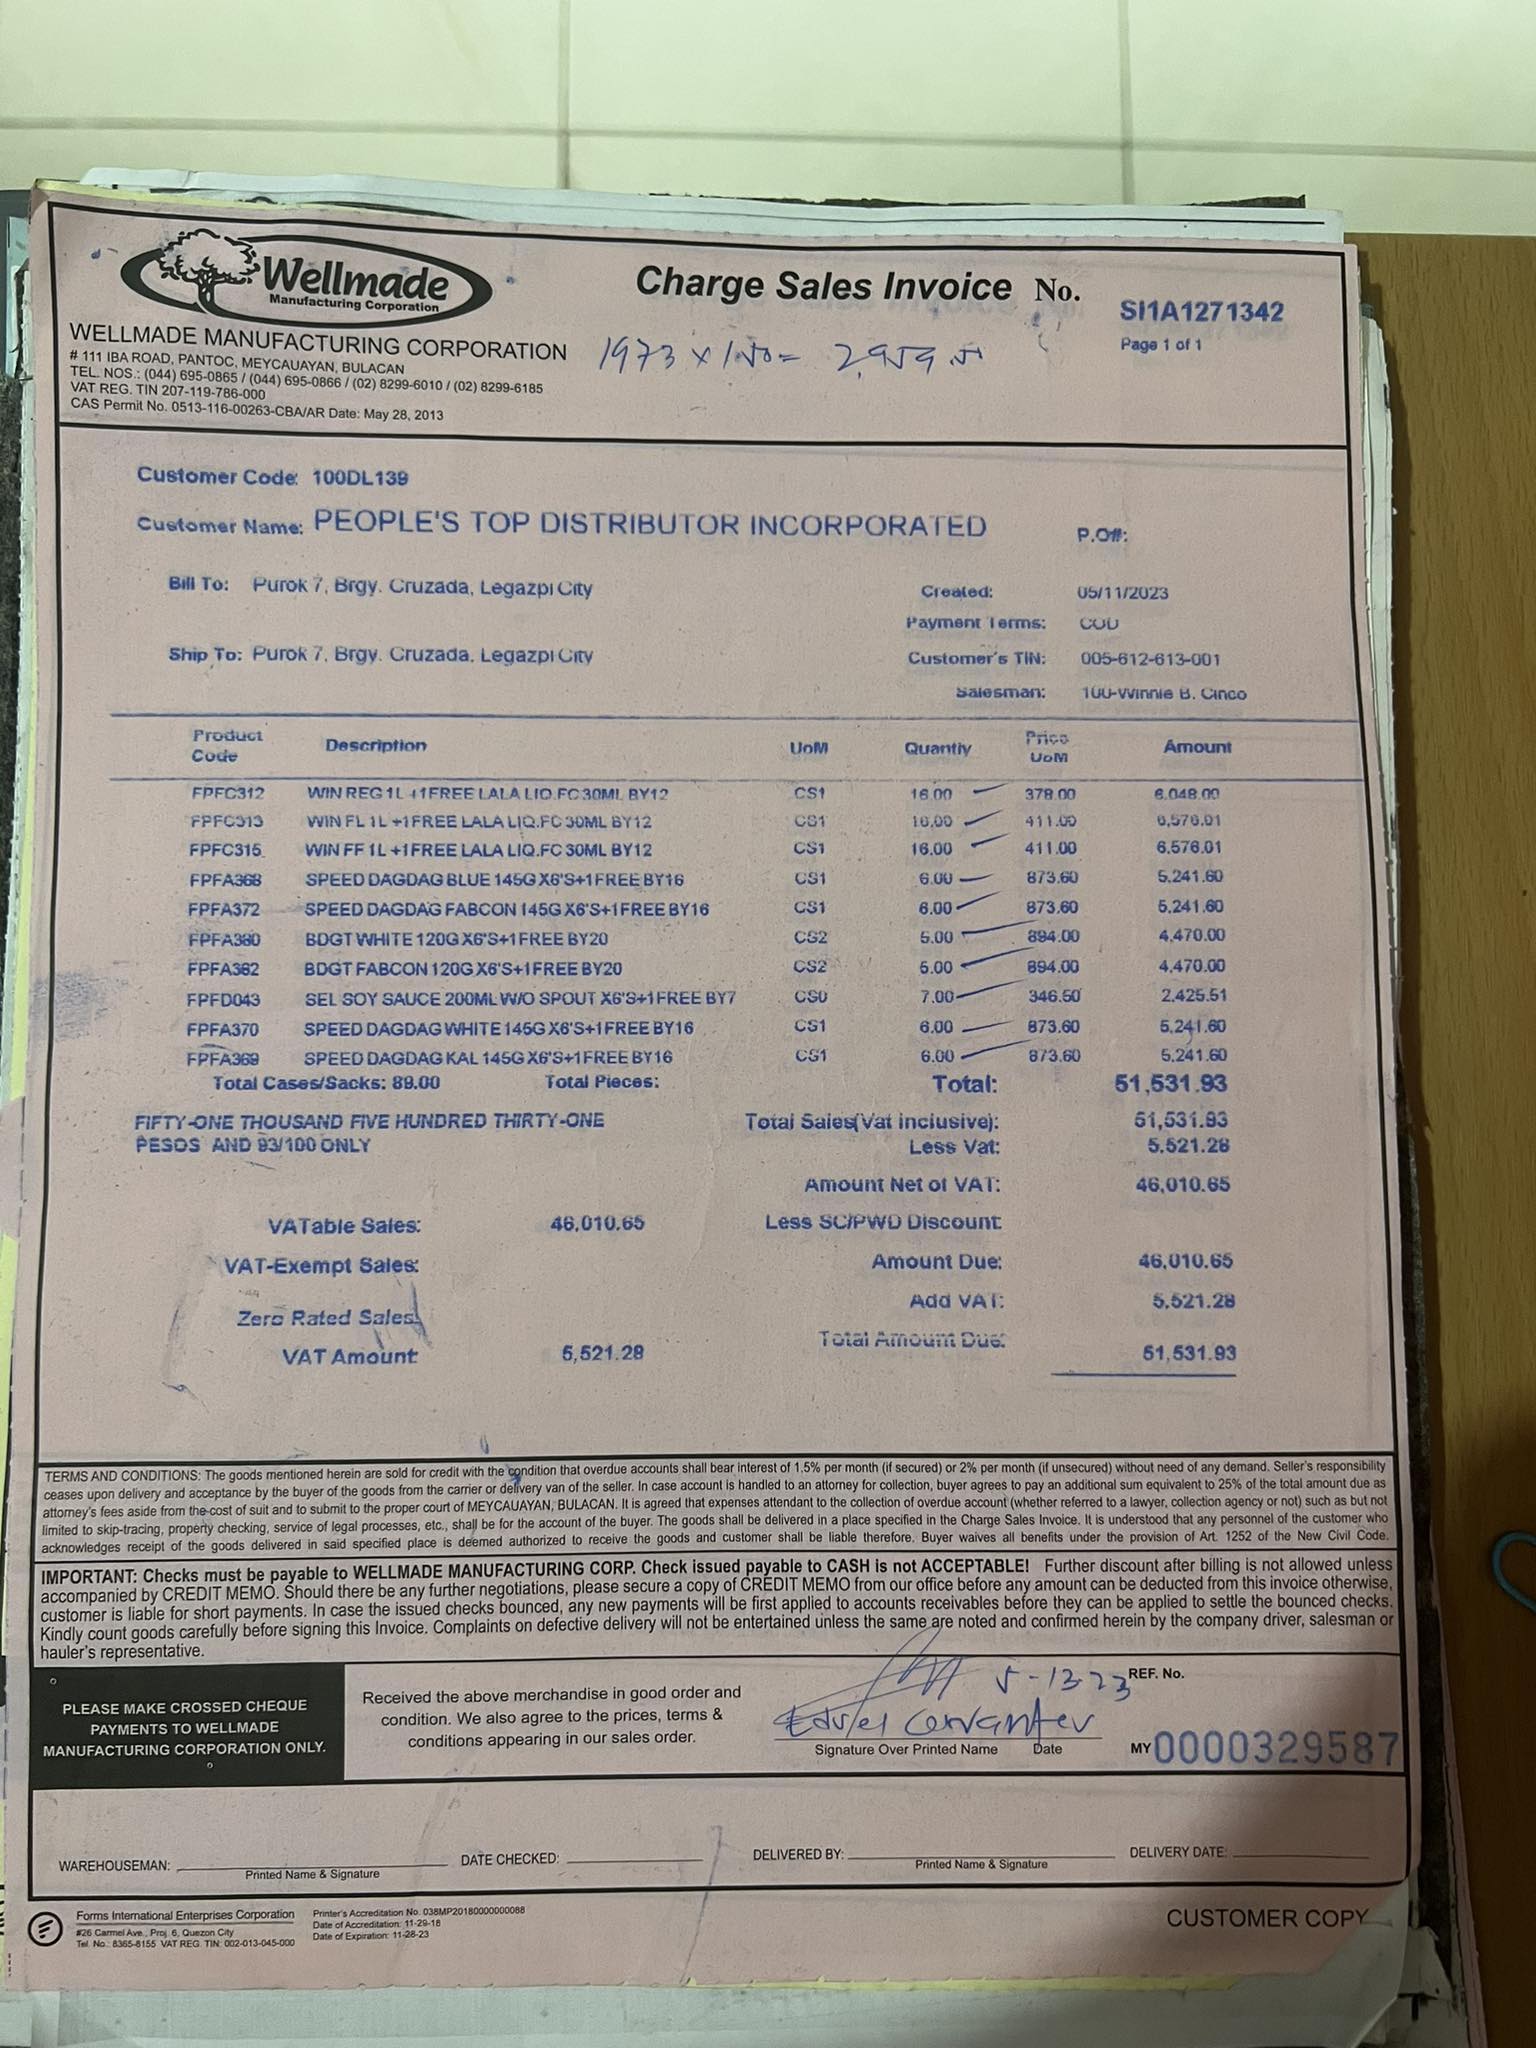 Wellmade
Manufacturing Corporation
Charge Sales Invoice No. SI1A1271342
Page 1 of 1
WELLMADE MANUFACTURING CORPORATION
# 111 IBA ROAD, PANTOC, MEYCAUAYAN, BULACAN
TEL. NOS.: (044) 695-0865 / (044) 695-0866 / (02) 8299-6010 / (02) 8299-6185
VAT REG. TIN 207-119-786-000
CAS Permit No. 0513-116-00263-CBA/AR Date: May 28, 2013
1973 x 1.50 = 2,959.50
Customer Code: 100DL139
Customer Name: PEOPLE'S TOP DISTRIBUTOR INCORPORATED
P.O#:
Bill To: Purok 7, Brgy. Cruzada, Legazpi City
Created: 05/11/2023
Payment Terms: COD
Ship To: Purok 7, Brgy. Cruzada, Legazpi City
Customer's TIN: 005-612-613-001
Salesman: 100-Winnie B. Cinco
Product Code Description UoM Quantiy Price UoM Amount
FPFC312 WIN REG 1L +1FREE LALA LIQ.FC 30ML BY12 CS1 16.00 378.00 6,048.00
FPFC313 WIN FL 1L +1FREE LALA LIQ.FC 30ML BY12 CS1 16.00 411.00 6,576.01
FPFC315 WIN FF 1L +1FREE LALA LIQ.FC 30ML BY12 CS1 16.00 411.00 6,576.01
FPFA368 SPEED DAGDAG BLUE 145G X6'S+1FREE BY16 CS1 6.00 873.60 5,241.60
FPFA372 SPEED DAGDAG FABCON 145G X6'S+1FREE BY16 CS1 6.00 873.60 5,241.60
FPFA380 BDGT WHITE 120G X6'S+1FREE BY20 CS2 5.00 894.00 4,470.00
FPFA382 BDGT FABCON 120G X6'S+1FREE BY20 CS2 5.00 894.00 4,470.00
FPFD043 SEL SOY SAUCE 200ML W/O SPOUT X6'S+1FREE BY7 CS0 7.00 346.50 2,425.51
FPFA370 SPEED DAGDAG WHITE 145G X6'S+1FREE BY16 CS1 6.00 873.60 5,241.60
FPFA369 SPEED DAGDAG KAL 145G X6'S+1FREE BY16 CS1 6.00 873.60 5,241.60
Total Cases/Sacks: 89.00 Total Pieces: Total: 51,531.93
FIFTY-ONE THOUSAND FIVE HUNDRED THIRTY-ONE
PESOS AND 93/100 ONLY
Total Sales(Vat inclusive): 51,531.93
Less Vat: 5,521.28
Amount Net of VAT: 46,010.65
VATable Sales: 46,010.65 Less SC/PWD Discount:
VAT-Exempt Sales: Amount Due: 46,010.65
Zero Rated Sales: Add VAT: 5,521.28
VAT Amount: 5,521.28 Total Amount Due: 51,531.93
TERMS AND CONDITIONS: The goods mentioned herein are sold for credit with the condition that overdue accounts shall bear interest of 1.5% per month (if secured) or 2% per month (if unsecured) without need of any demand. Seller's responsibility
ceases upon delivery and acceptance by the buyer of the goods from the carrier or delivery van of the seller. In case account is handled to an attorney for collection, buyer agrees to pay an additional sum equivalent to 25% of the total amount due as
attorney's fees aside from the cost of suit and to submit to the proper court of MEYCAUAYAN, BULACAN. It is agreed that expenses attendant to the collection of overdue account (whether referred to a lawyer, collection agency or not) such as but not
limited to skip-tracing, property checking, service of legal processes, etc., shall be for the account of the buyer. The goods shall be delivered in a place specified in the Charge Sales Invoice. It is understood that any personnel of the customer who
acknowledges receipt of the goods delivered in said specified place is deemed authorized to receive the goods and customer shall be liable therefore. Buyer waives all benefits under the provision of Art. 1252 of the New Civil Code.
IMPORTANT: Checks must be payable to WELLMADE MANUFACTURING CORP. Check issued payable to CASH is not ACCEPTABLE! Further discount after billing is not allowed unless
accompanied by CREDIT MEMO. Should there be any further negotiations, please secure a copy of CREDIT MEMO from our office before any amount can be deducted from this invoice otherwise,
customer is liable for short payments. In case the issued checks bounced, any new payments will be first applied to accounts receivables before they can be applied to settle the bounced checks.
Kindly count goods carefully before signing this Invoice. Complaints on defective delivery will not be entertained unless the same are noted and confirmed herein by the company driver, salesman or
hauler's representative.
PLEASE MAKE CROSSED CHEQUE
PAYMENTS TO WELLMADE
MANUFACTURING CORPORATION ONLY.
Received the above merchandise in good order and
condition. We also agree to the prices, terms &
conditions appearing in our sales order.
5-13-23
Cervantes
Signature Over Printed Name Date
REF. No.
MY 0000329587
WAREHOUSEMAN: DATE CHECKED: DELIVERED BY: DELIVERY DATE:
Printed Name & Signature Printed Name & Signature
Forms International Enterprises Corporation
#26 Carmel Ave., Proj. 6, Quezon City
Tel. No.: 8365-8155 VAT REG. TIN: 002-013-045-000
Printer's Accreditation No. 038MP20180000000088
Date of Accreditation: 11-29-18
Date of Expiration: 11-28-23
CUSTOMER COPY